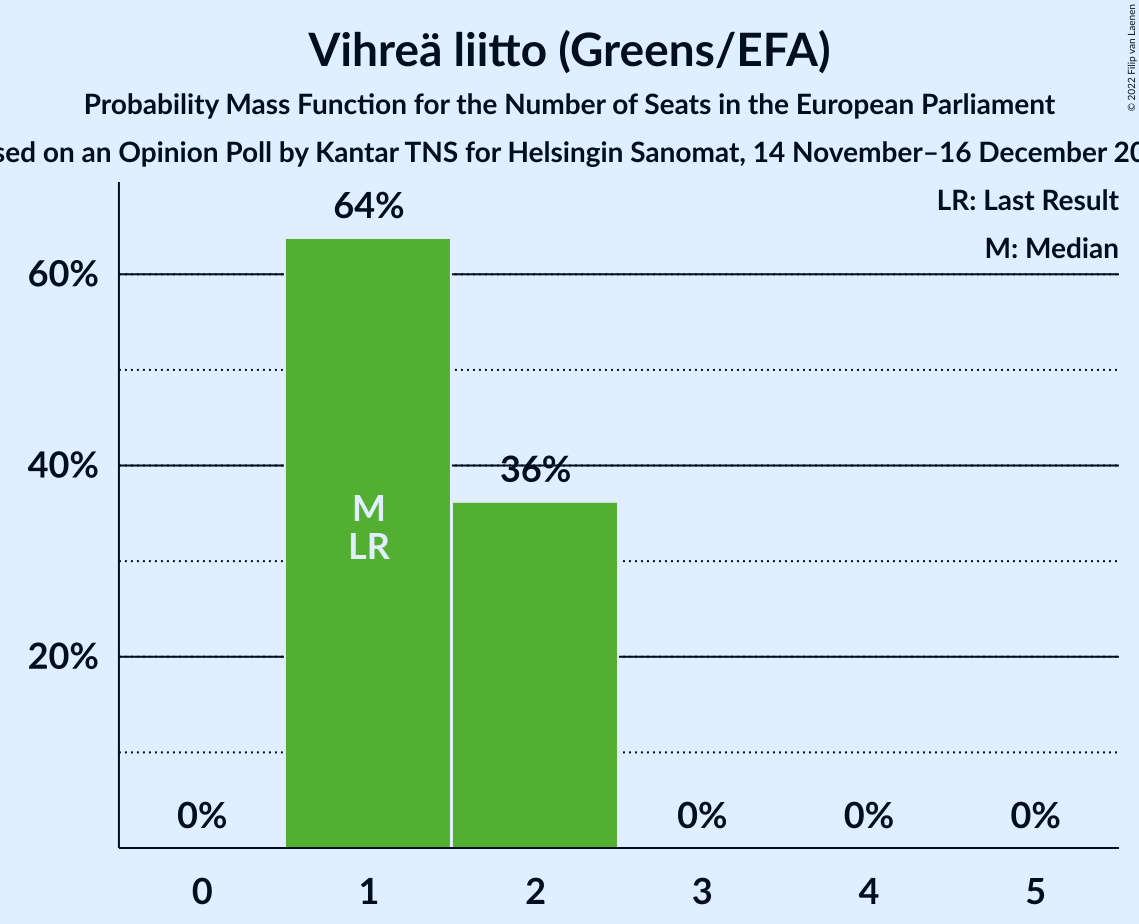 Vihreä liitto (Greens/EFA)
Probability Mass Function for the Number of Seats in the European Parliament
on an Opinion Poll by Kantar TNS for Helsingin Sanomat, 14 November–16 December
© 2022 Filip van Laenen
LR: Last Result
M: Median
64%
60%
40%
36%
M
LR
20%
0%
0%
0%
0%
0 1 2 3 4 5